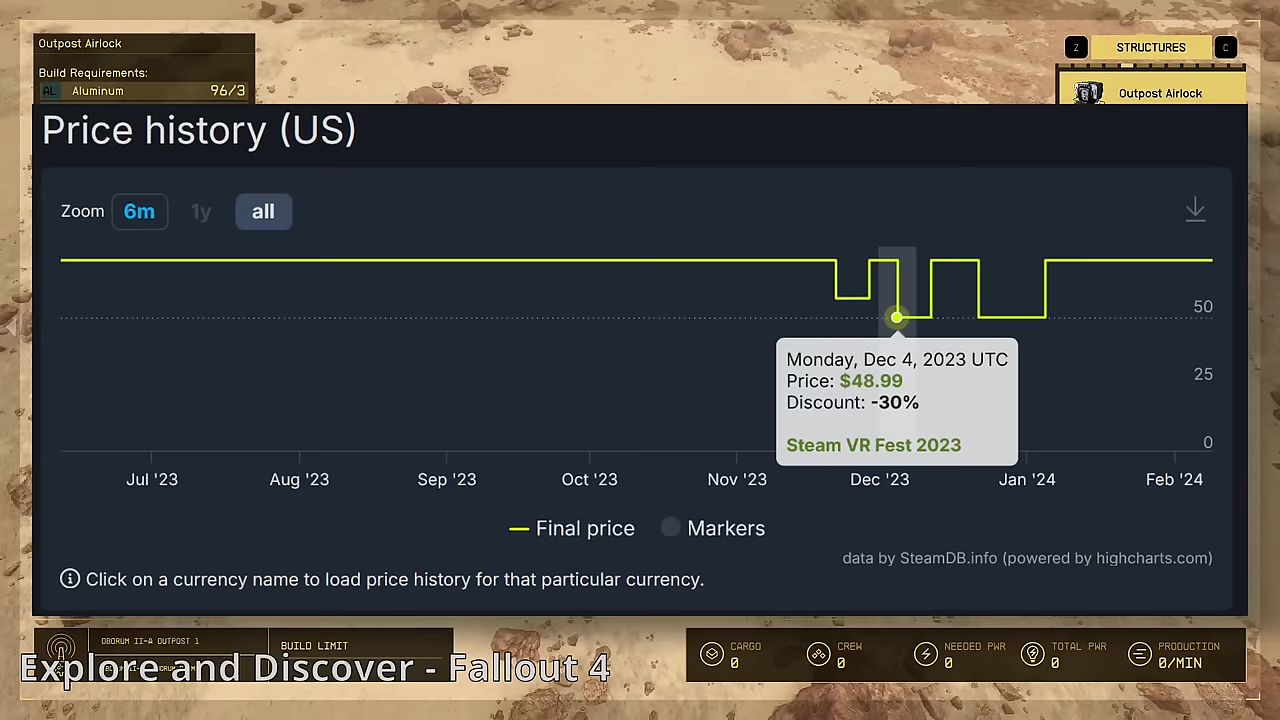 Outpost Airlock
Build Requirements:
AL Aluminum 96/3
Z STRUCTURES C
Outpost Airlock
Price history (US)
Zoom 6m 1y all
50
25
0
Monday, Dec 4, 2023 UTC
Price: $48.99
Discount: -30%
Steam VR Fest 2023
Jul '23 Aug '23 Sep '23 Oct '23 Nov '23 Dec '23 Jan '24 Feb '24
Final price Markers
data by SteamDB.info (powered by highcharts.com)
Click on a currency name to load price history for that particular currency.
OBORUM II-A OUTPOST 1
BUILD LIMIT
CARGO
0
CREW
0
NEEDED PWR
0
TOTAL PWR
0
PRODUCTION
0/MIN
Explore and Discover - Fallout 4